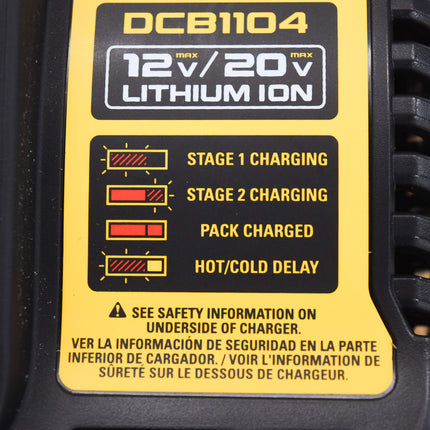 DCB1104
12V MAX / 20V MAX
LITHIUM ION
STAGE 1 CHARGING
STAGE 2 CHARGING
PACK CHARGED
HOT/COLD DELAY
SEE SAFETY INFORMATION ON
UNDERSIDE OF CHARGER.
VER LA INFORMACIÓN DE SEGURIDAD EN LA PARTE
INFERIOR DE CARGADOR. / VOIR L'INFORMATION DE
SÛRETÉ SUR LE DESSOUS DE CHARGEUR.